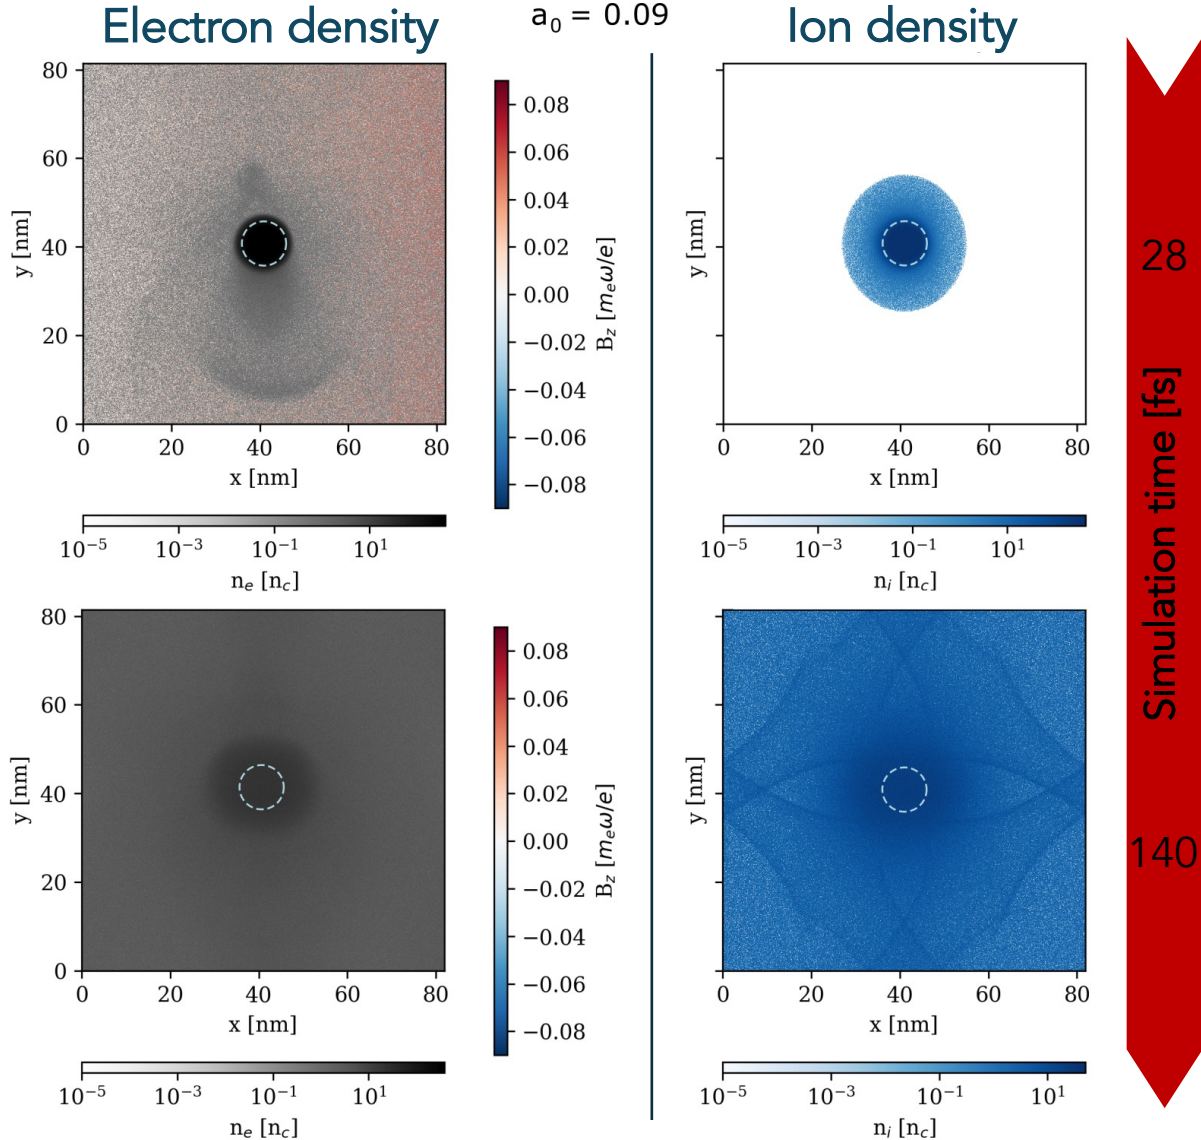 Electron density
a₀ = 0.09
Ion density
80
60
40
20
0
y [nm]
0 20 40 60 80
x [nm]
10⁻⁵ 10⁻³ 10⁻¹ 10¹
nₑ [n_c]
0.08
0.06
0.04
0.02
0.00
−0.02
−0.04
−0.06
−0.08
B_z [mₑω/e]
y [nm]
0 20 40 60 80
x [nm]
10⁻⁵ 10⁻³ 10⁻¹ 10¹
nᵢ [n_c]
28
Simulation time [fs]
140
80
60
40
20
0
y [nm]
0 20 40 60 80
x [nm]
10⁻⁵ 10⁻³ 10⁻¹ 10¹
nₑ [n_c]
0.08
0.06
0.04
0.02
0.00
−0.02
−0.04
−0.06
−0.08
B_z [mₑω/e]
y [nm]
0 20 40 60 80
x [nm]
10⁻⁵ 10⁻³ 10⁻¹ 10¹
nᵢ [n_c]